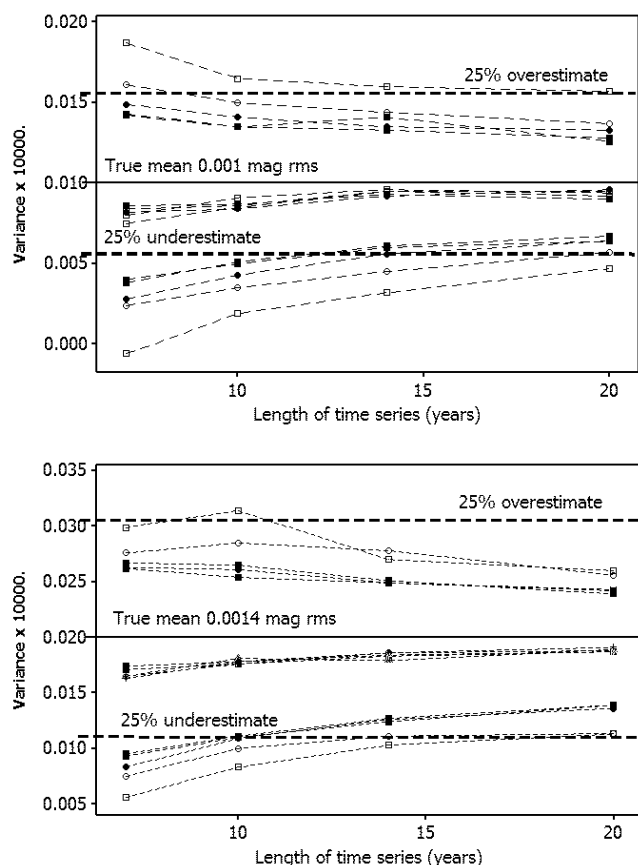 0.020
25% overestimate
0.015
True mean 0.001 mag rms
0.010
25% underestimate
0.005
0.000
Variance x 10000.
10
15
20
Length of time series (years)
0.035
25% overestimate
0.030
0.025
True mean 0.0014 mag rms
0.020
0.015
25% underestimate
0.010
0.005
Variance x 10000.
10
15
20
Length of time series (years)